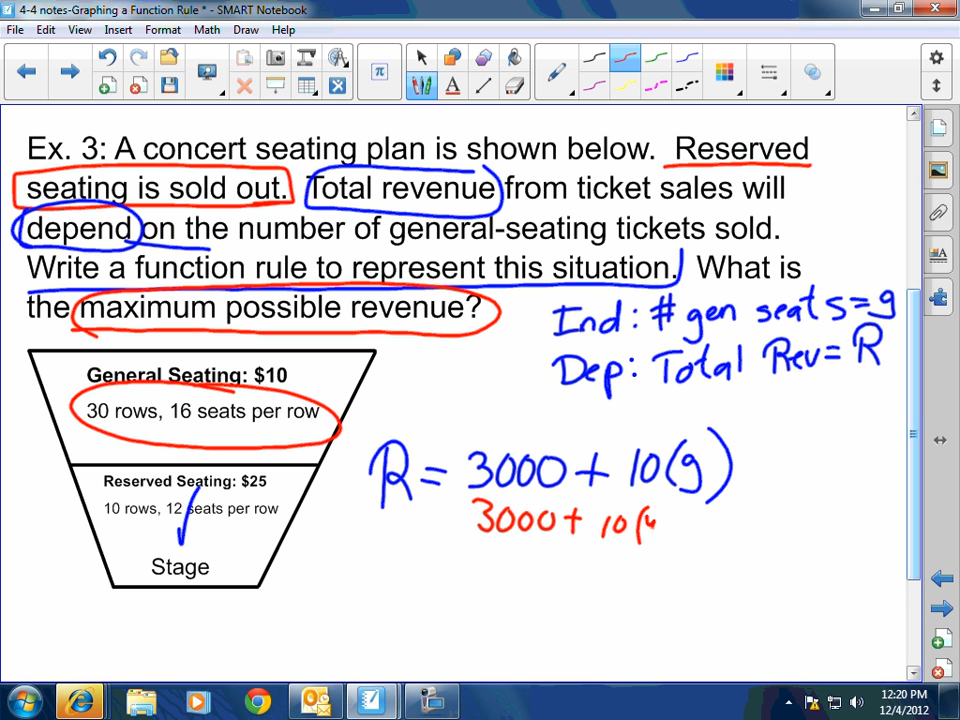 4-4 notes-Graphing a Function Rule * - SMART Notebook
File Edit View Insert Format Math Draw Help
π
A
Ex. 3: A concert seating plan is shown below. Reserved
seating is sold out. Total revenue from ticket sales will
depend on the number of general-seating tickets sold.
Write a function rule to represent this situation. What is
the maximum possible revenue?
Ind: # gen seats=g
Dep: Total Rev=R
General Seating: $10
30 rows, 16 seats per row
Reserved Seating: $25
10 rows, 12 seats per row
Stage
R = 3000 + 10(g)
3000 + 10(
12:20 PM
12/4/2012